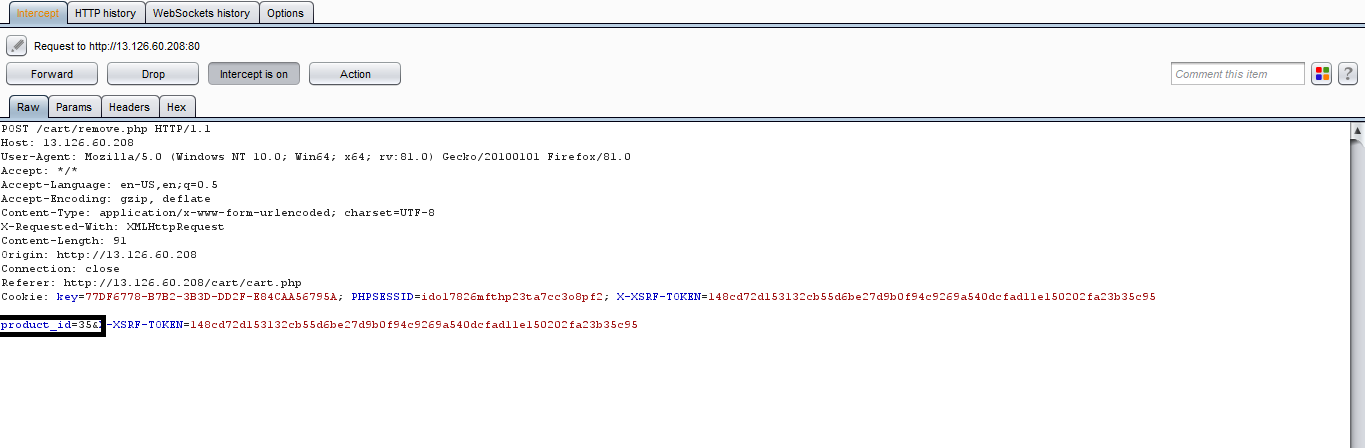 Intercept HTTP history WebSockets history Options
Request to http://13.126.60.208:80
Forward Drop Intercept is on Action Comment this item ?
Raw Params Headers Hex
POST /cart/remove.php HTTP/1.1
Host: 13.126.60.208
User-Agent: Mozilla/5.0 (Windows NT 10.0; Win64; x64; rv:81.0) Gecko/20100101 Firefox/81.0
Accept: */*
Accept-Language: en-US,en;q=0.5
Accept-Encoding: gzip, deflate
Content-Type: application/x-www-form-urlencoded; charset=UTF-8
X-Requested-With: XMLHttpRequest
Content-Length: 91
Origin: http://13.126.60.208
Connection: close
Referer: http://13.126.60.208/cart/cart.php
Cookie: key=77DF6778-B7B2-3B3D-DD2F-E84CAA56795A; PHPSESSID=ido17826mfthp23ta7cc3o8pf2; X-XSRF-TOKEN=148cd72d153132cb55d6be27d9b0f94c9269a540dcfad11e150202fa23b35c95
product_id=35&X-XSRF-TOKEN=148cd72d153132cb55d6be27d9b0f94c9269a540dcfad11e150202fa23b35c95